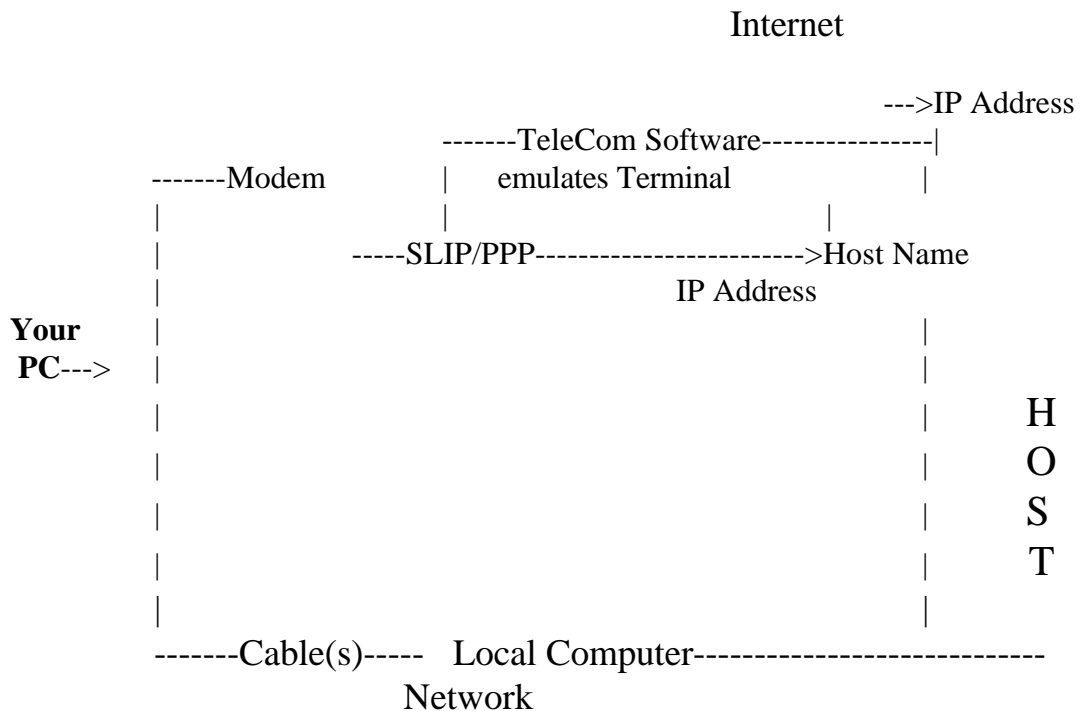 Internet
--->IP Address
-------TeleCom Software----------------|
-------Modem | emulates Terminal |
| | |
| -----SLIP/PPP------------------------->Host Name
| IP Address
Your | |
PC---> | |
| | H
| | O
| | S
| | T
| |
-------Cable(s)----- Local Computer----------------------------
Network